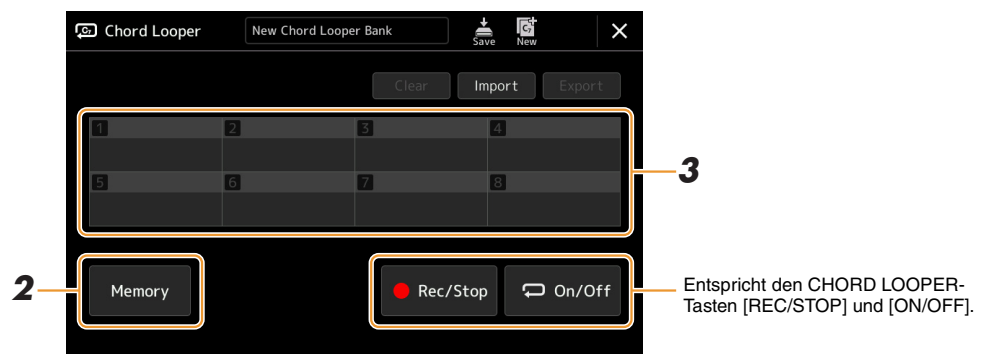 Chord Looper
New Chord Looper Bank
Save
New
Clear
Import
Export
1 2 3 4
5 6 7 8
3
2
Memory
Rec/Stop
On/Off
Entspricht den CHORD LOOPER-
Tasten [REC/STOP] und [ON/OFF].